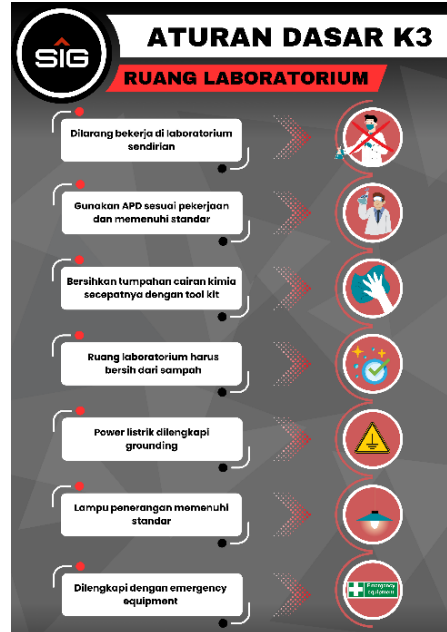 SIG
ATURAN DASAR K3
RUANG LABORATORIUM
Dilarang bekerja di laboratorium
sendirian
Gunakan APD sesuai pekerjaan
dan memenuhi standar
Bersihkan tumpahan cairan kimia
secepatnya dengan tool kit
Ruang laboratorium harus
bersih dari sampah
Power listrik dilengkapi
grounding
Lampu penerangan memenuhi
standar
Dilengkapi dengan emergency
equipment
Emergency
Equipment